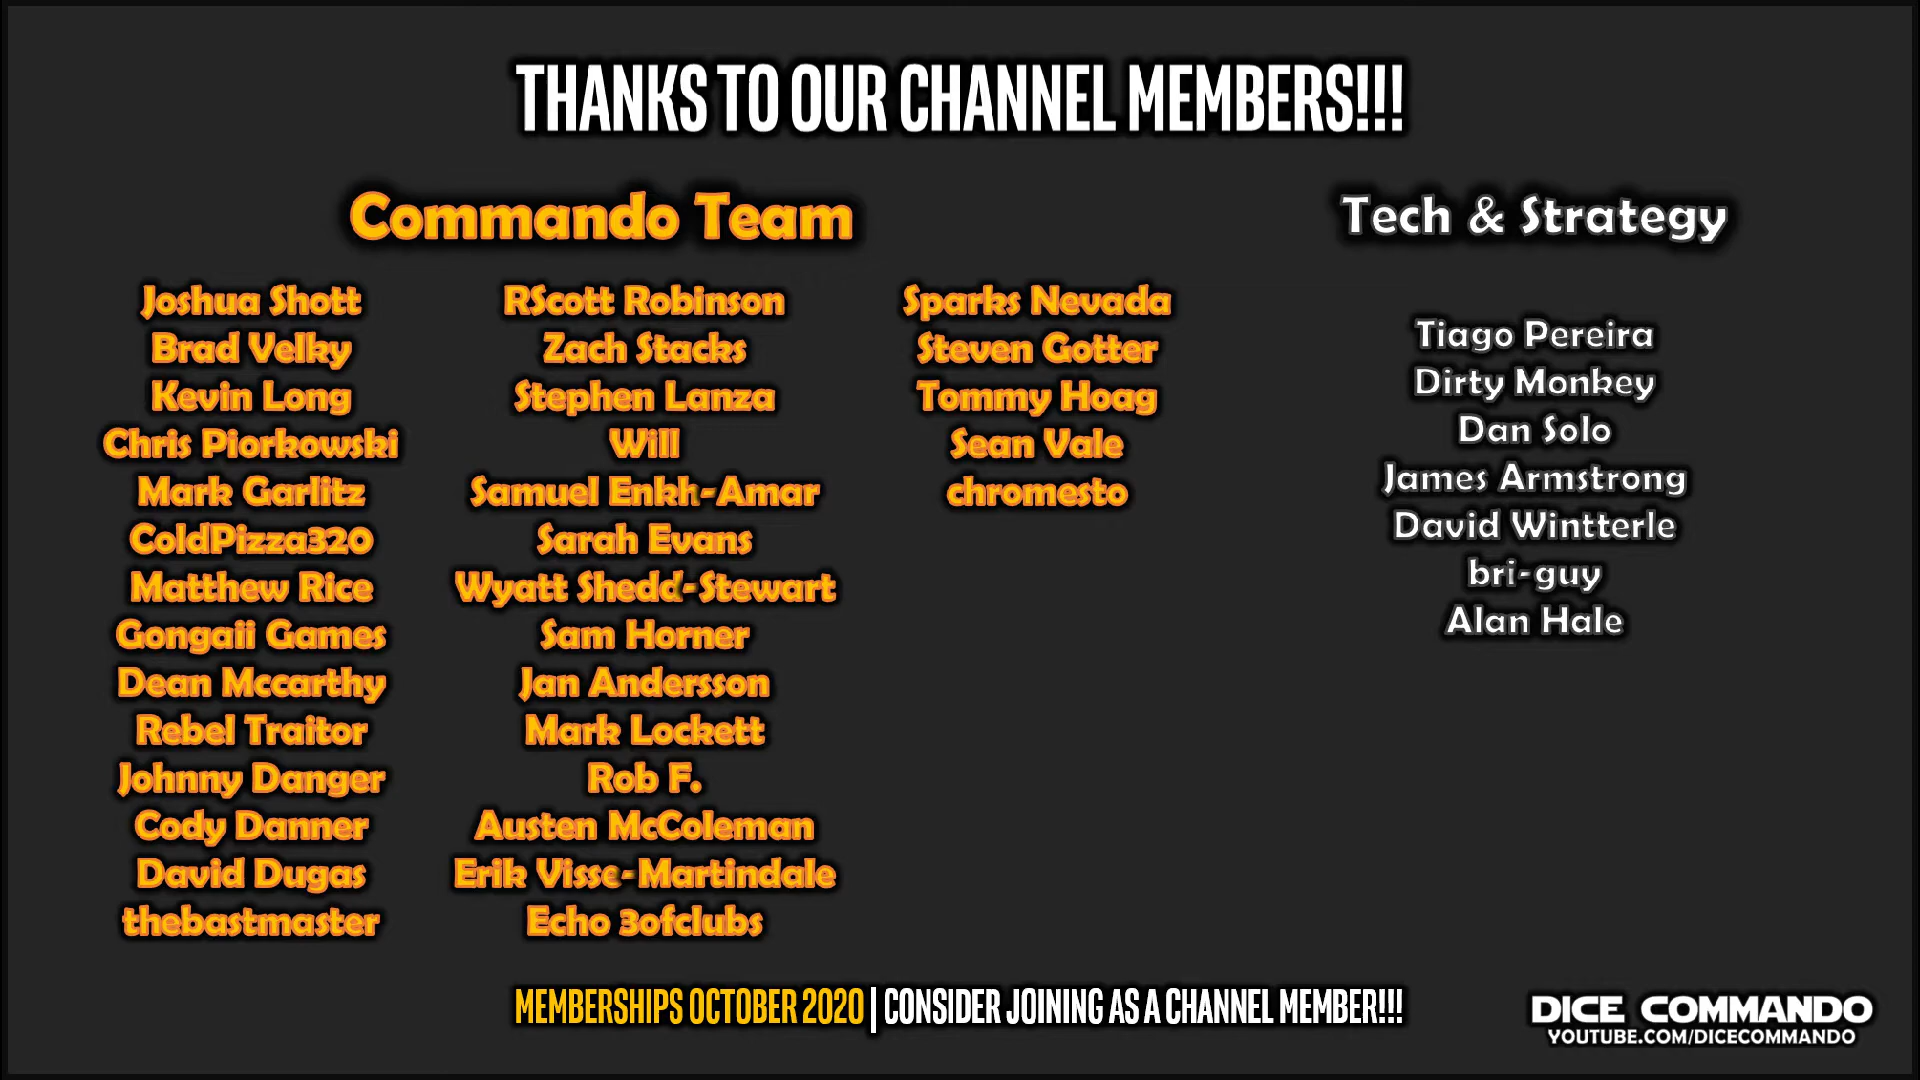 THANKS TO OUR CHANNEL MEMBERS!!!
Commando Team
Joshua Shott
Brad Velky
Kevin Long
Chris Piorkowski
Mark Garlitz
ColdPizza320
Matthew Rice
Gongaii Games
Dean Mccarthy
Rebel Traitor
Johnny Danger
Cody Danner
David Dugas
thebastmaster
RScott Robinson
Zach Stacks
Stephen Lanza
Will
Samuel Enkh-Amar
Sarah Evans
Wyatt Shedd-Stewart
Sam Horner
Jan Andersson
Mark Lockett
Rob F.
Austen McColeman
Erik Visse-Martindale
Echo 3ofclubs
Sparks Nevada
Steven Gotter
Tommy Hoag
Sean Vale
chromesto
Tech & Strategy
Tiago Pereira
Dirty Monkey
Dan Solo
James Armstrong
David Wintterle
bri-guy
Alan Hale
MEMBERSHIPS OCTOBER 2020 | CONSIDER JOINING AS A CHANNEL MEMBER!!!
DICE COMMANDO
YOUTUBE.COM/DICECOMMANDO